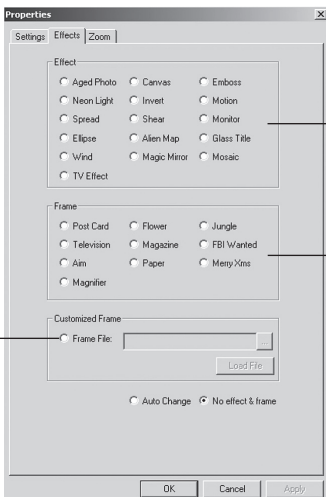 Properties
Settings Effects Zoom
Effect
Aged Photo Canvas Emboss
Neon Light Invert Motion
Spread Shear Monitor
Ellipse Alien Map Glass Title
Wind Magic Mirror Mosaic
TV Effect
Frame
Post Card Flower Jungle
Television Magazine FBI Wanted
Aim Paper Merry Xms
Magnifier
Customized Frame
Frame File: ...
Load File
Auto Change No effect & frame
OK Cancel Apply